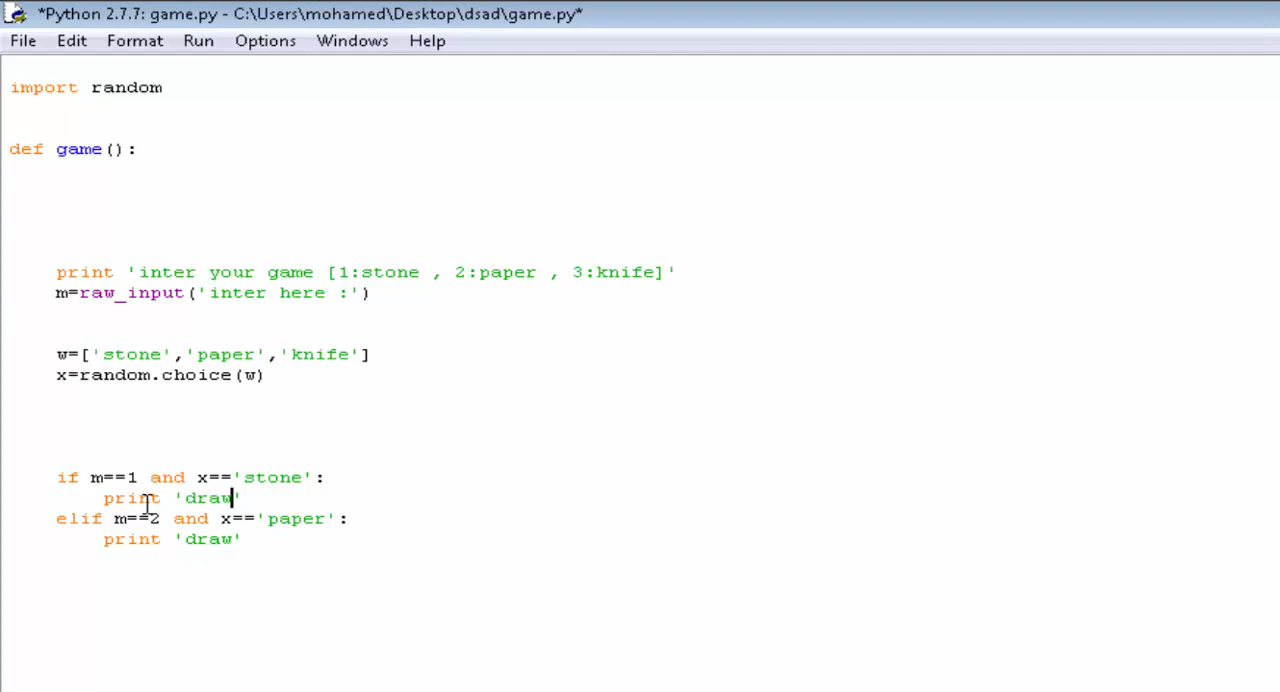 *Python 2.7.7: game.py - C:\Users\mohamed\Desktop\dsad\game.py*
File Edit Format Run Options Windows Help
import random
def game():
print 'inter your game [1:stone , 2:paper , 3:knife]'
m=raw_input('inter here :')
w=['stone','paper','knife']
x=random.choice(w)
if m==1 and x=='stone':
print 'draw'
elif m==2 and x=='paper':
print 'draw'